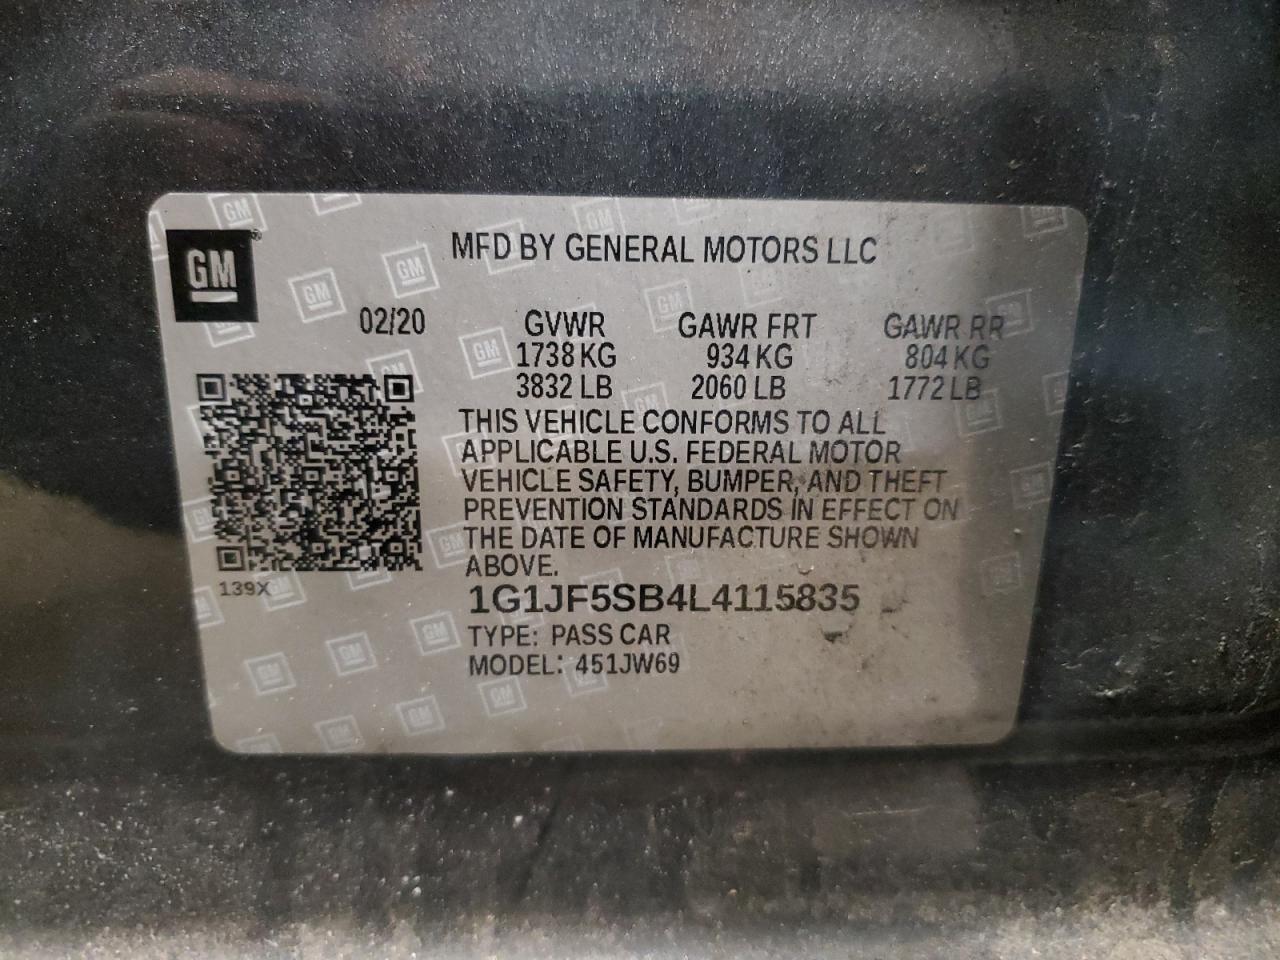 GM
MFD BY GENERAL MOTORS LLC
02/20 GVWR GAWR FRT GAWR RR
1738 KG 934 KG 804 KG
3832 LB 2060 LB 1772 LB
THIS VEHICLE CONFORMS TO ALL
APPLICABLE U.S. FEDERAL MOTOR
VEHICLE SAFETY, BUMPER, AND THEFT
PREVENTION STANDARDS IN EFFECT ON
THE DATE OF MANUFACTURE SHOWN
ABOVE.
139X
1G1JF5SB4L4115835
TYPE: PASS CAR
MODEL: 451JW69